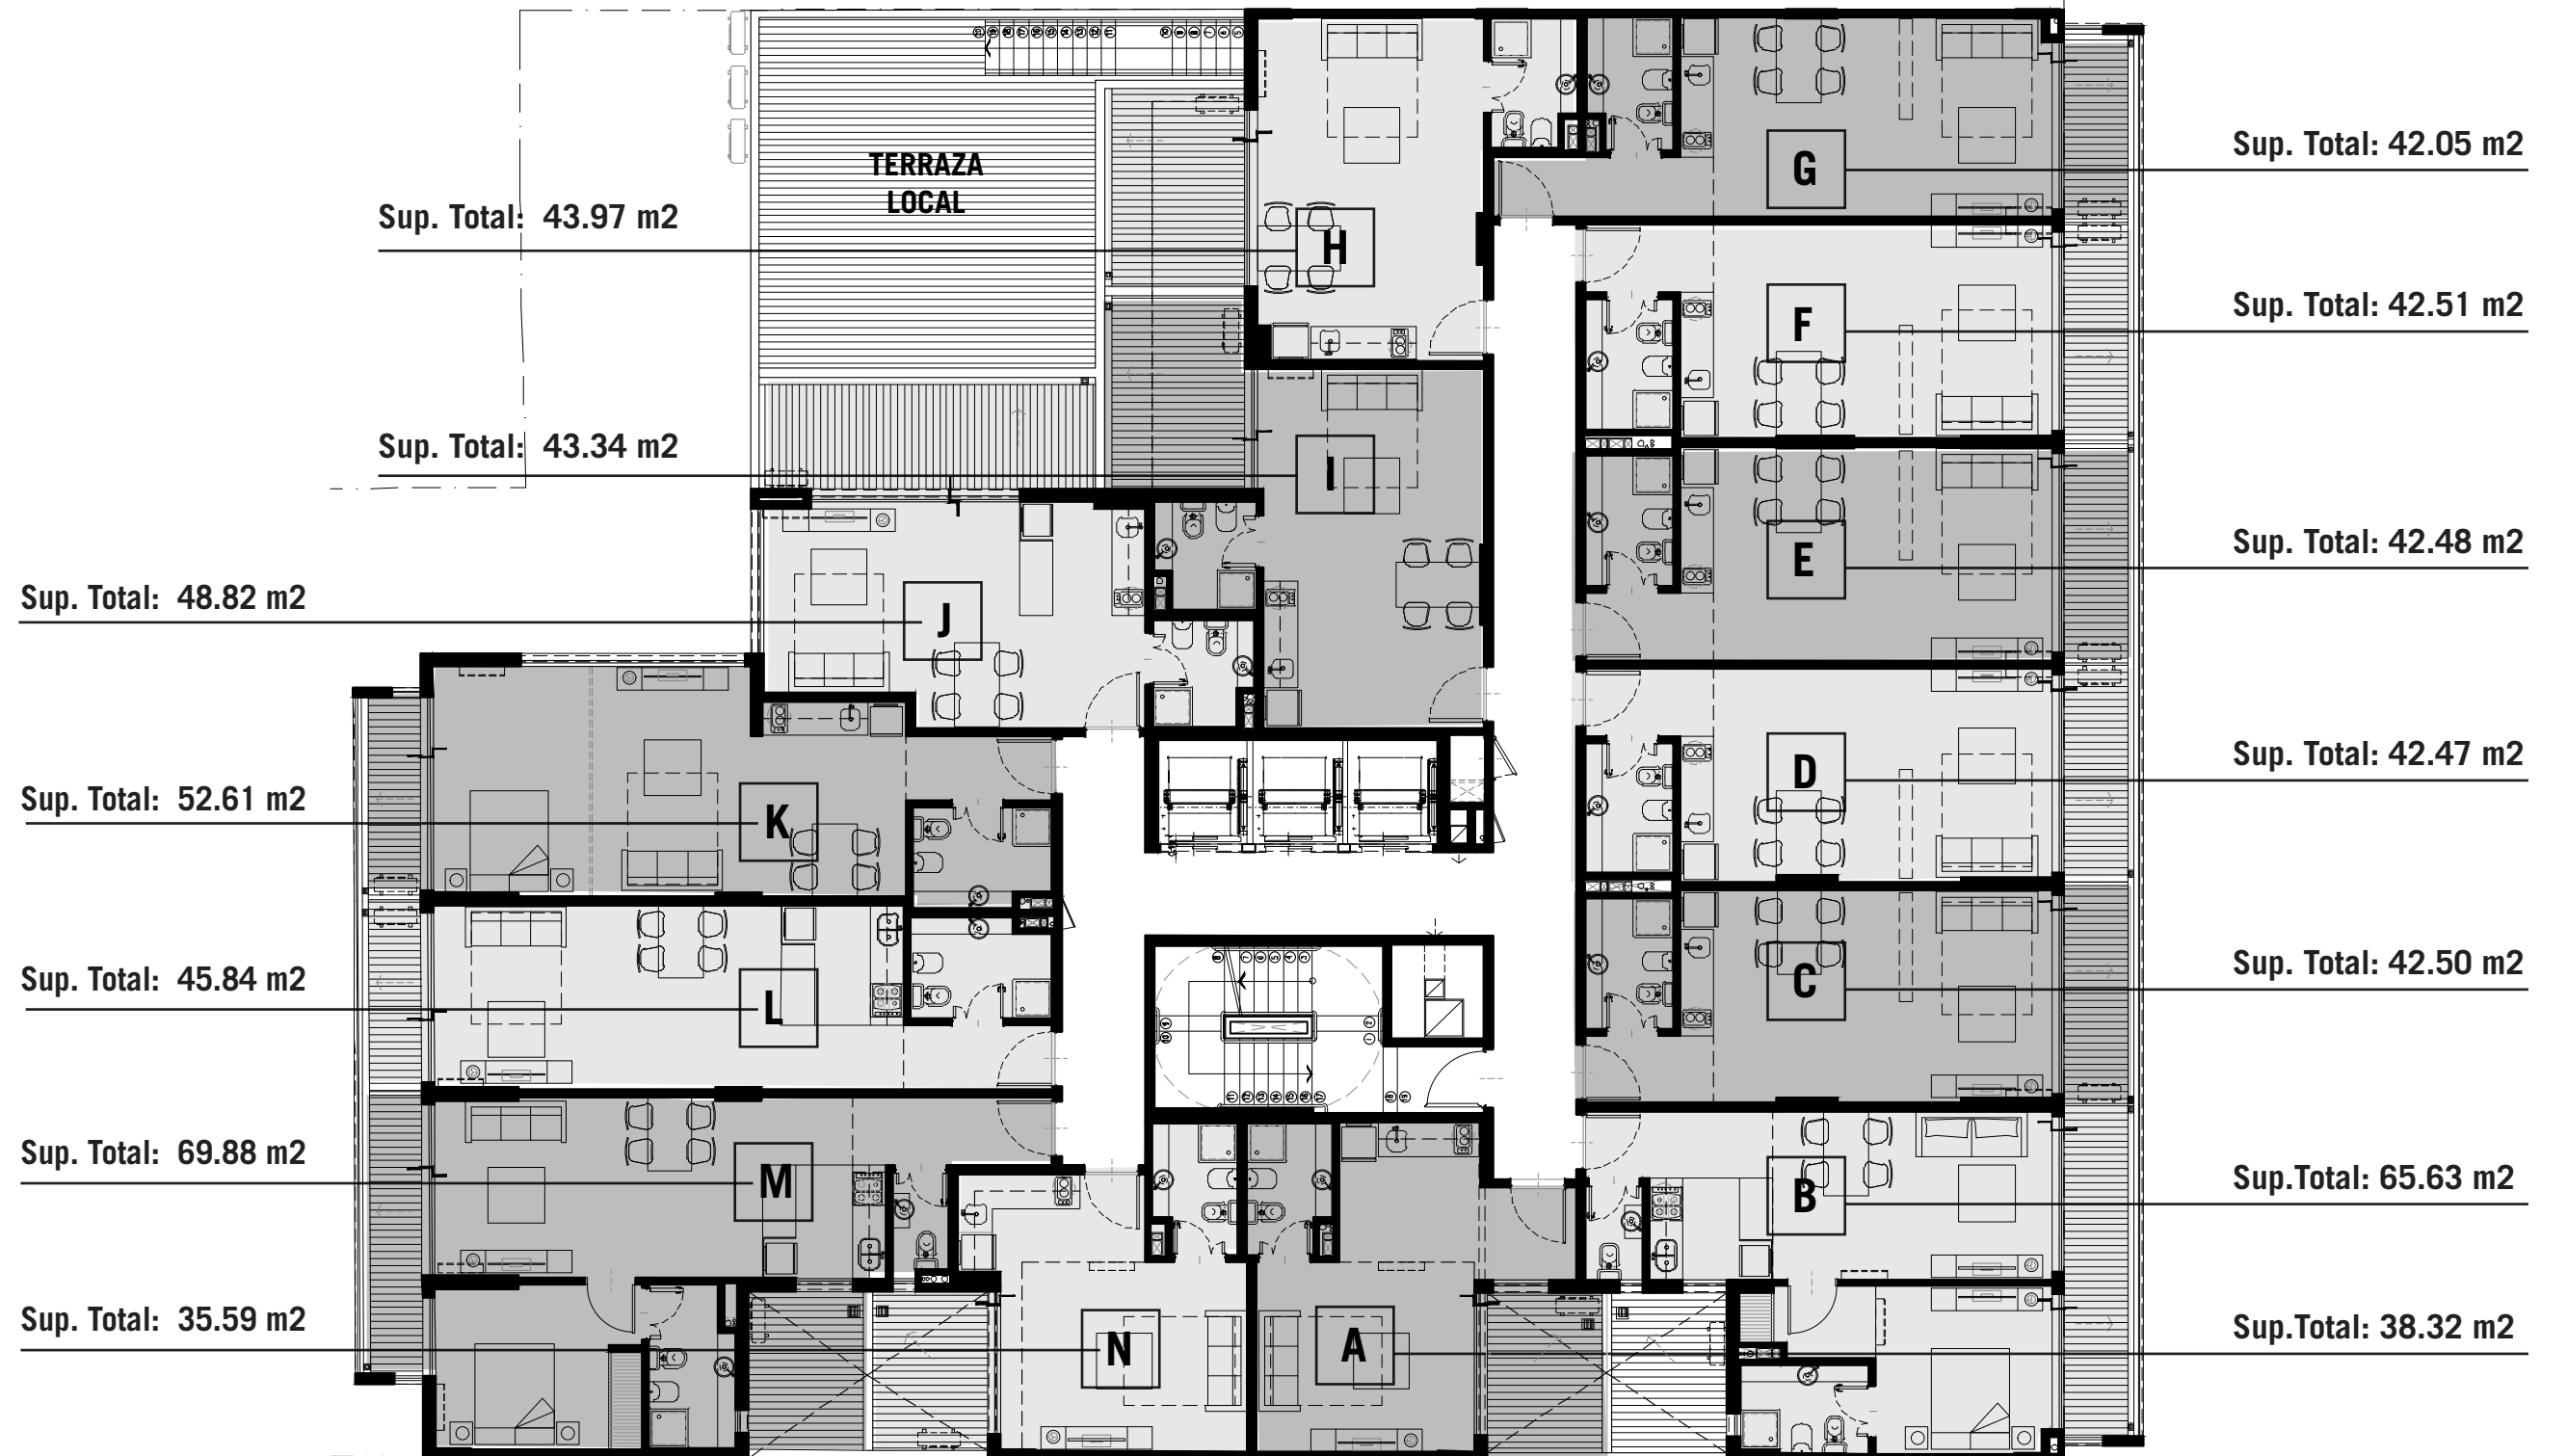 TERRAZA
LOCAL
G
Sup. Total: 42.05 m2
Sup. Total: 43.97 m2
H
F
Sup. Total: 42.51 m2
Sup. Total: 43.34 m2
I
E
Sup. Total: 42.48 m2
Sup. Total: 48.82 m2
J
D
Sup. Total: 42.47 m2
Sup. Total: 52.61 m2
K
C
Sup. Total: 42.50 m2
Sup. Total: 45.84 m2
L
Sup. Total: 69.88 m2
M
B
Sup.Total: 65.63 m2
Sup. Total: 35.59 m2
N
A
Sup.Total: 38.32 m2